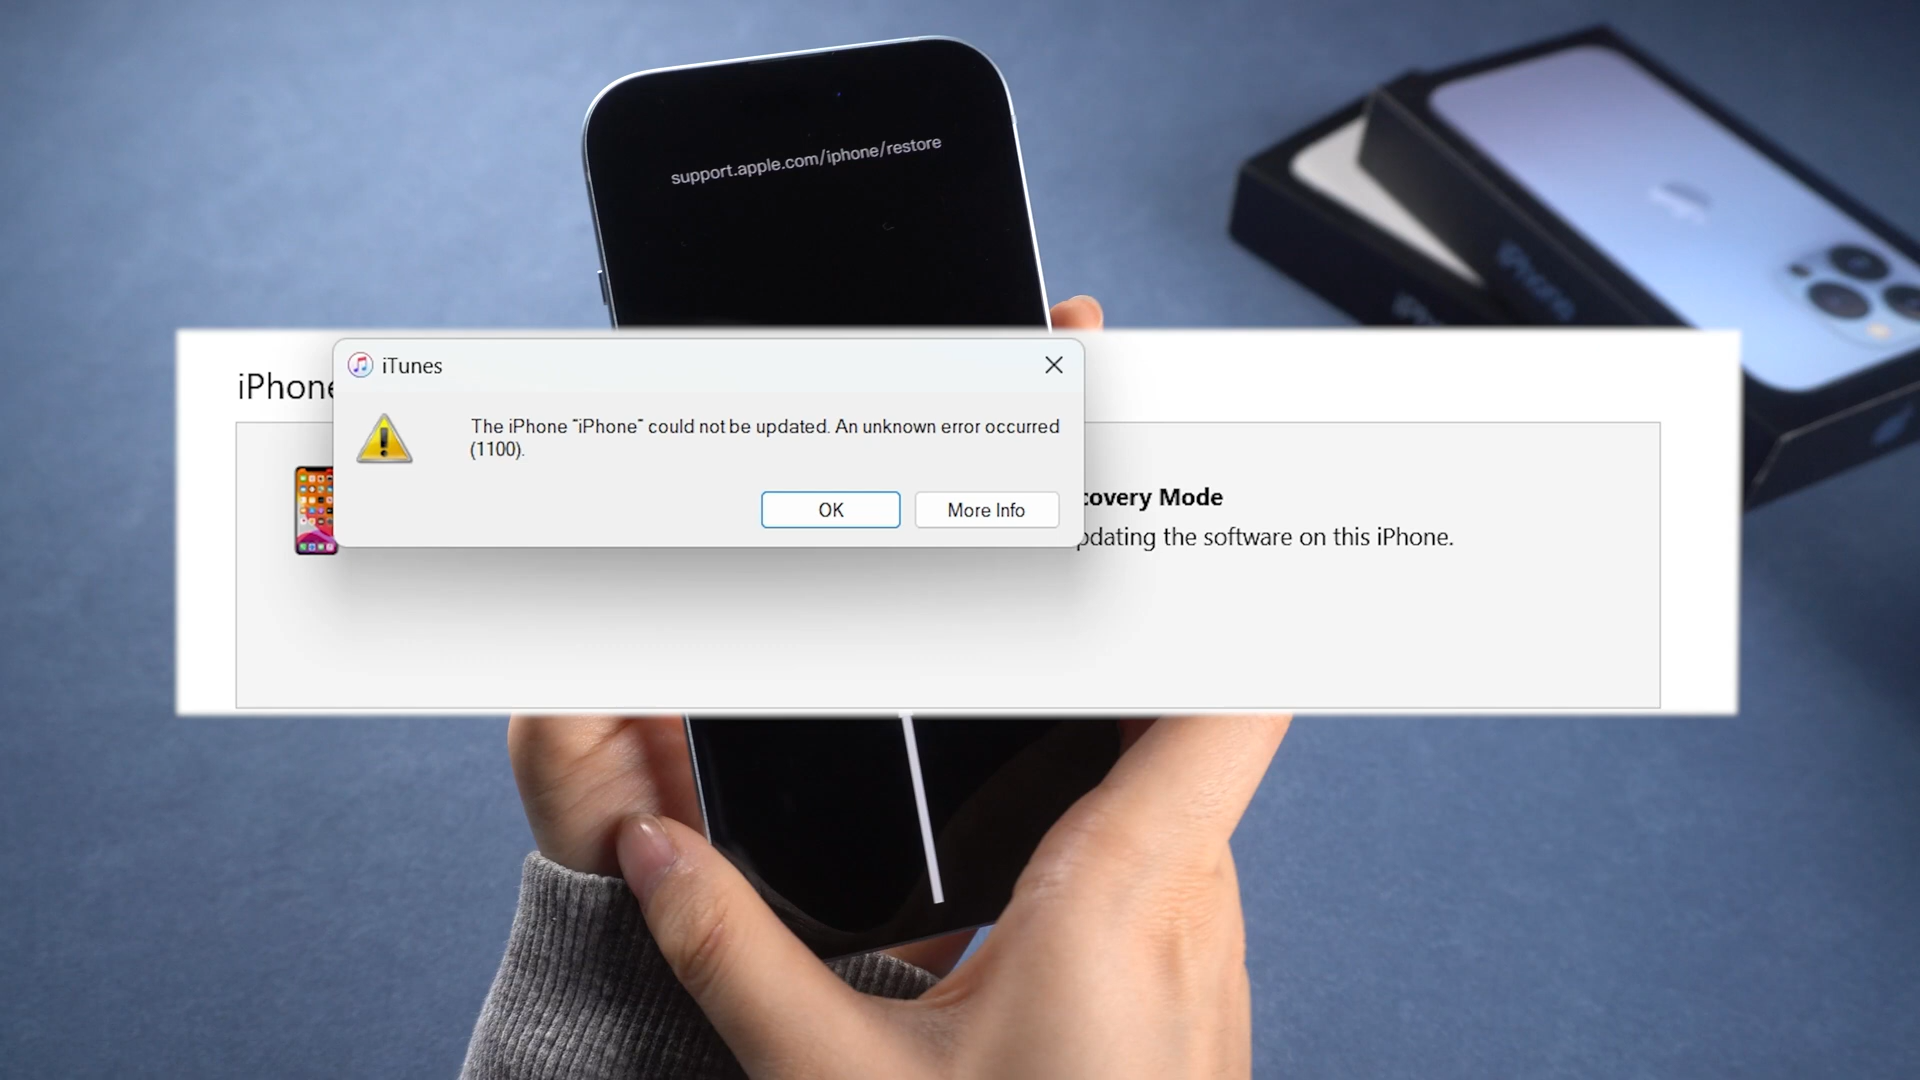 support.apple.com/iphone/restore
iPhone
iTunes
The iPhone "iPhone" could not be updated. An unknown error occurred
(1100).
OK
More Info
covery Mode
pdating the software on this iPhone.
iPhone